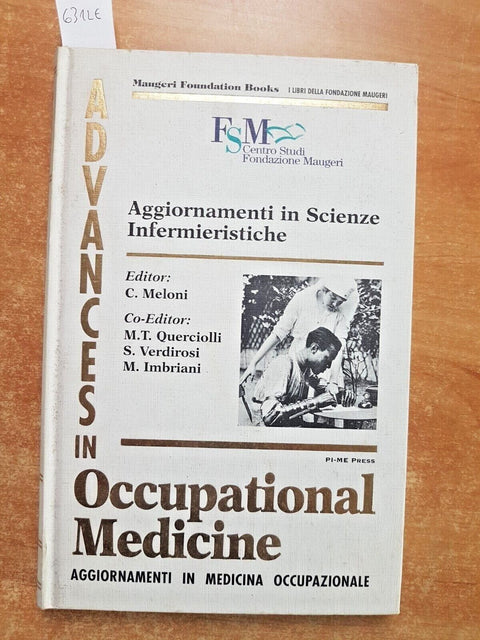 631LE
Maugeri Foundation Books I LIBRI DELLA FONDAZIONE MAUGERI
FSM
Centro Studi
Fondazione Maugeri
ADVANCES IN
Aggiornamenti in Scienze
Infermieristiche
Editor:
C. Meloni
Co-Editor:
M.T. Querciolli
S. Verdirosi
M. Imbriani
PI-ME PRESS
Occupational
Medicine
AGGIORNAMENTI IN MEDICINA OCCUPAZIONALE